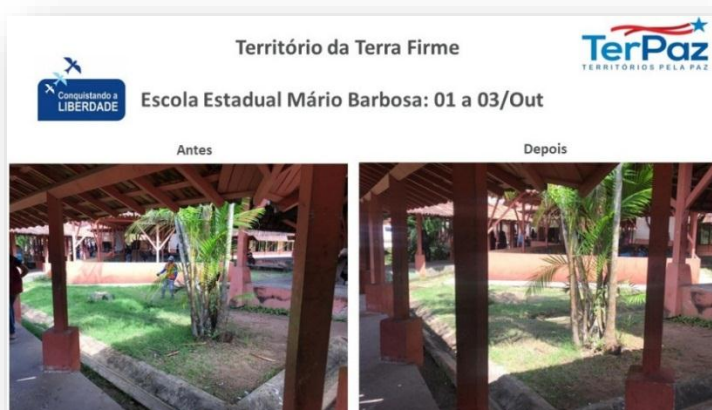 Território da Terra Firme
TerPaz
TERRITÓRIOS PELA PAZ
Conquistando a
LIBERDADE
Escola Estadual Mário Barbosa: 01 a 03/Out
Antes
Depois